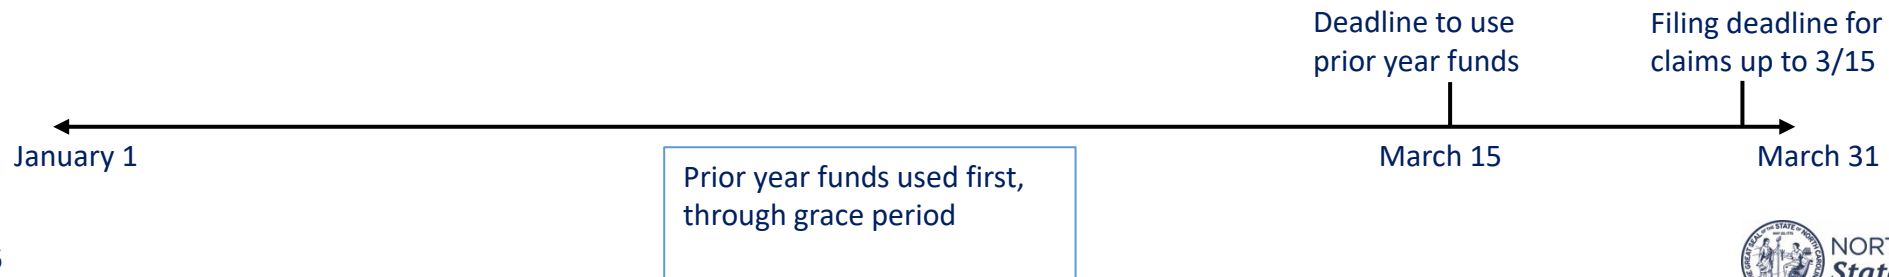 Deadline to use
prior year funds
Filing deadline for
claims up to 3/15
January 1
March 15
March 31
Prior year funds used first,
through grace period